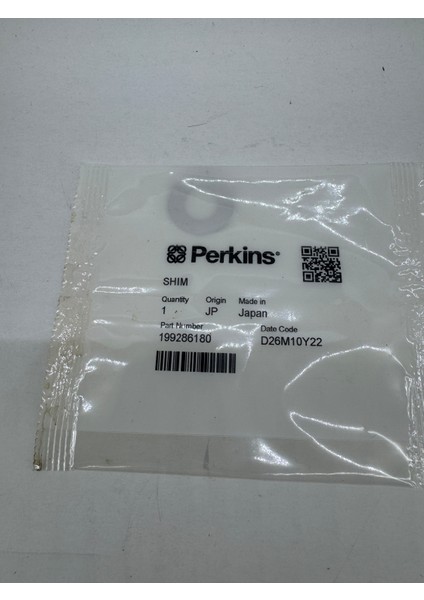 Perkins®
SHIM
Quantity Origin Made in
1 JP Japan
Part Number Date Code
199286180 D26M10Y22